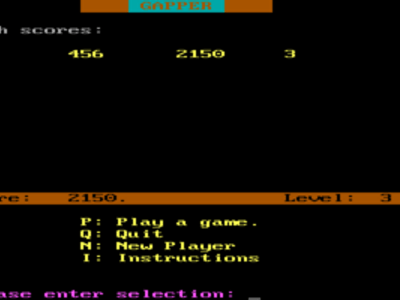 GAPPER
h scores:
456 2150 3
re: 2150. Level: 3
P: Play a game.
Q: Quit
N: New Player
I: Instructions
ase enter selection: _